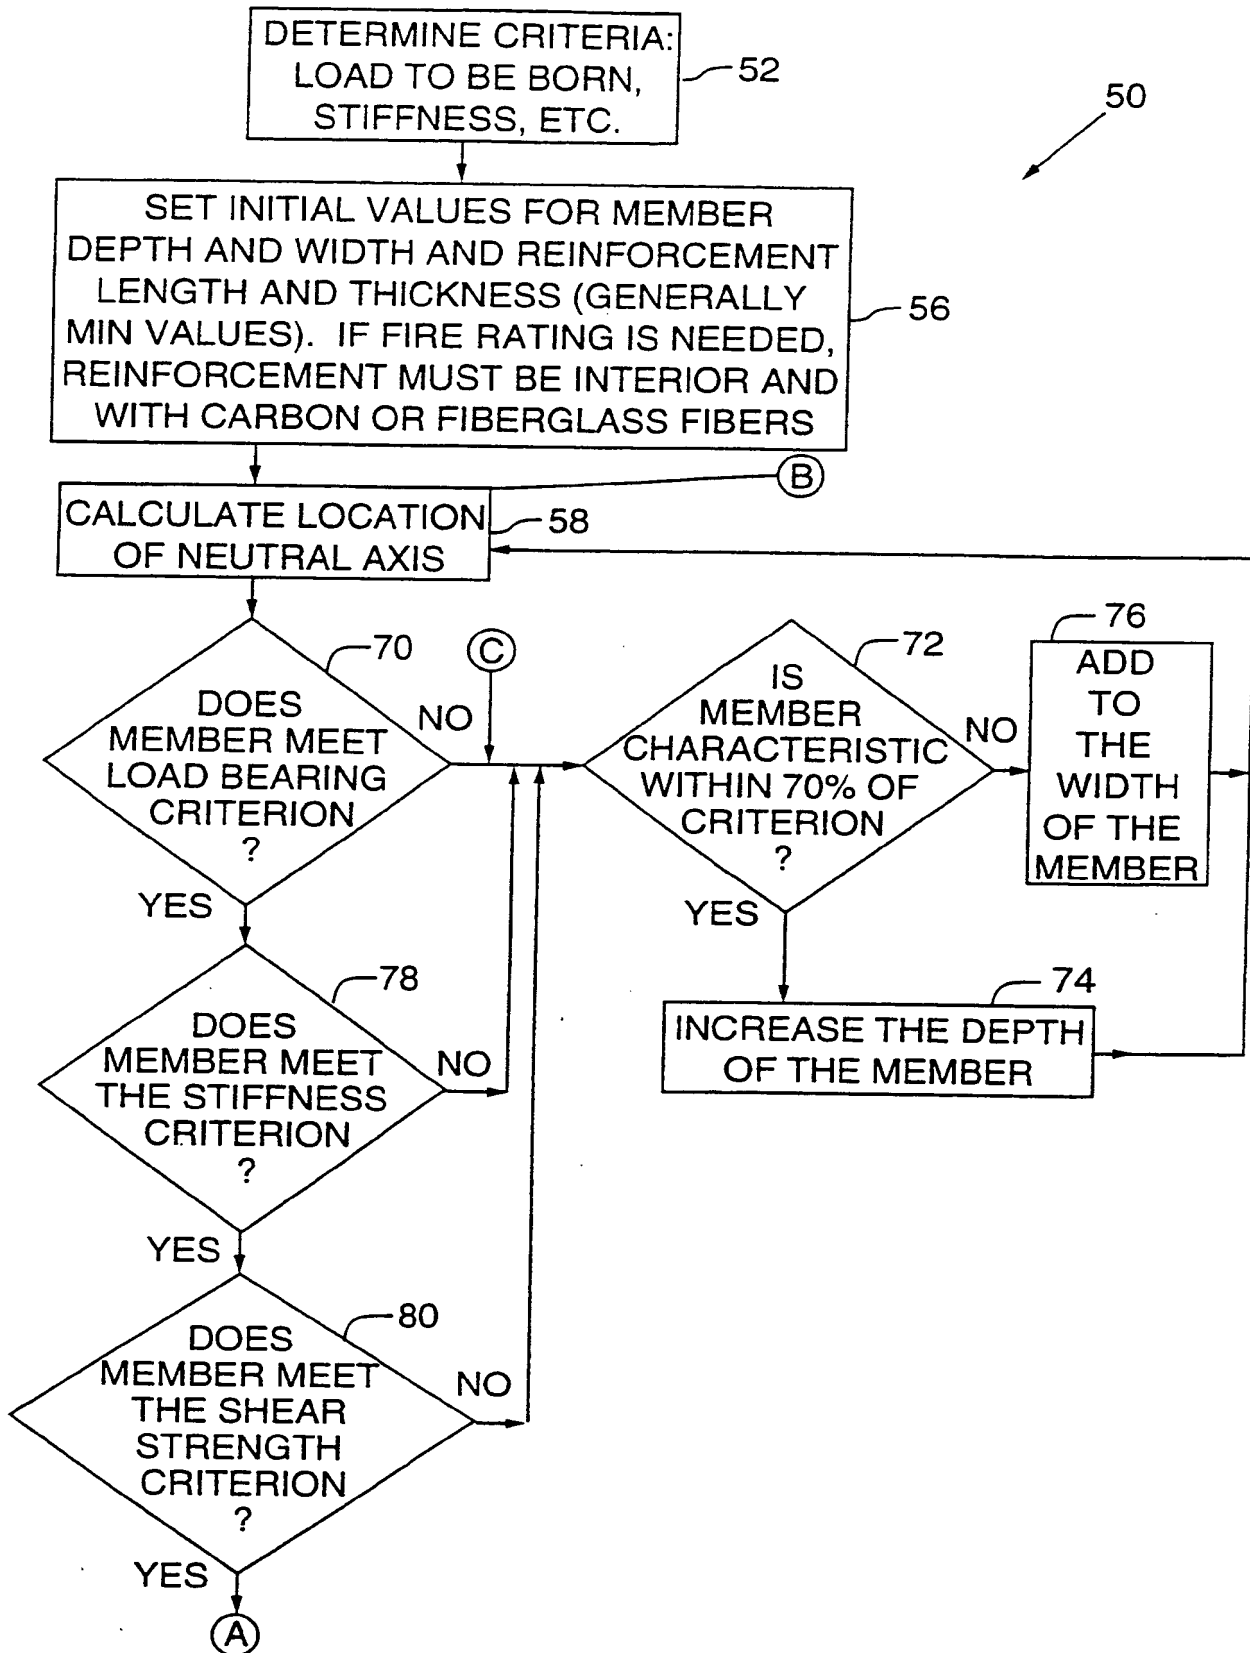 DETERMINE CRITERIA:
LOAD TO BE BORN,
STIFFNESS, ETC.
52
50
SET INITIAL VALUES FOR MEMBER
DEPTH AND WIDTH AND REINFORCEMENT
LENGTH AND THICKNESS (GENERALLY
MIN VALUES). IF FIRE RATING IS NEEDED,
REINFORCEMENT MUST BE INTERIOR AND
WITH CARBON OR FIBERGLASS FIBERS
56
B
CALCULATE LOCATION
OF NEUTRAL AXIS
58
70
DOES
MEMBER MEET
LOAD BEARING
CRITERION
?
NO
YES
C
72
IS
MEMBER
CHARACTERISTIC
WITHIN 70% OF
CRITERION
?
NO
YES
76
ADD
TO
THE
WIDTH
OF THE
MEMBER
74
INCREASE THE DEPTH
OF THE MEMBER
78
DOES
MEMBER MEET
THE STIFFNESS
CRITERION
?
NO
YES
80
DOES
MEMBER MEET
THE SHEAR
STRENGTH
CRITERION
?
NO
YES
A